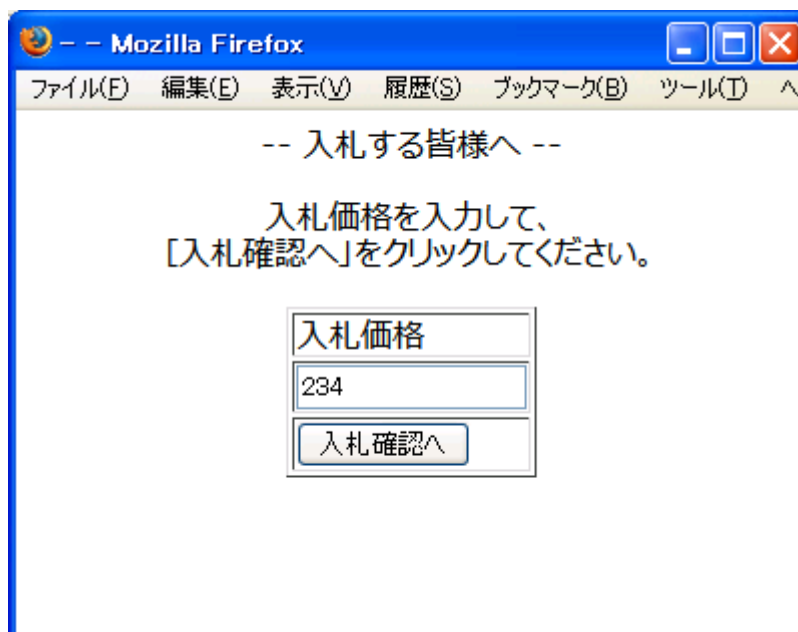 - - Mozilla Firefox
ファイル(F) 編集(E) 表示(V) 履歴(S) ブックマーク(B) ツール(T) ヘ
-- 入札する皆様へ --
入札価格を入力して、
「入札確認へ」をクリックしてください。
入札価格
234
入札確認へ